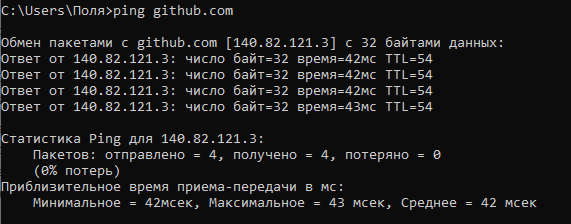 C:\Users\Поля>ping github.com
Обмен пакетами с github.com [140.82.121.3] с 32 байтами данных:
Ответ от 140.82.121.3: число байт=32 время=42мс TTL=54
Ответ от 140.82.121.3: число байт=32 время=42мс TTL=54
Ответ от 140.82.121.3: число байт=32 время=42мс TTL=54
Ответ от 140.82.121.3: число байт=32 время=43мс TTL=54
Статистика Ping для 140.82.121.3:
    Пакетов: отправлено = 4, получено = 4, потеряно = 0
    (0% потерь)
Приблизительное время приема-передачи в мс:
    Минимальное = 42мсек, Максимальное = 43 мсек, Среднее = 42 мсек